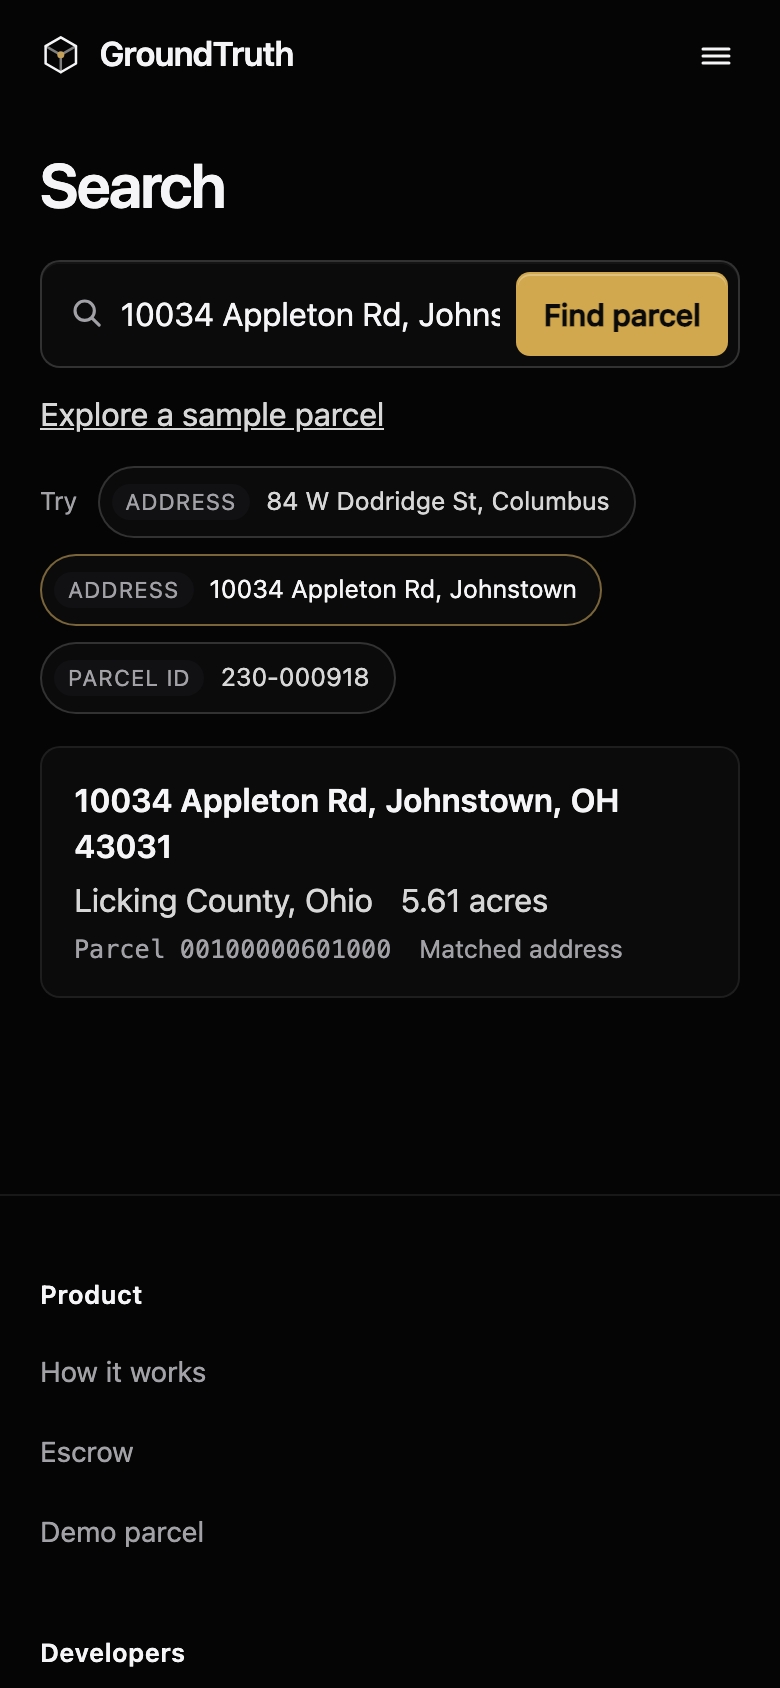 GroundTruth
Search
10034 Appleton Rd, Johns
Find parcel
Explore a sample parcel
Try
ADDRESS 84 W Dodridge St, Columbus
ADDRESS 10034 Appleton Rd, Johnstown
PARCEL ID 230-000918
10034 Appleton Rd, Johnstown, OH
43031
Licking County, Ohio 5.61 acres
Parcel 00100000601000 Matched address
Product
How it works
Escrow
Demo parcel
Developers